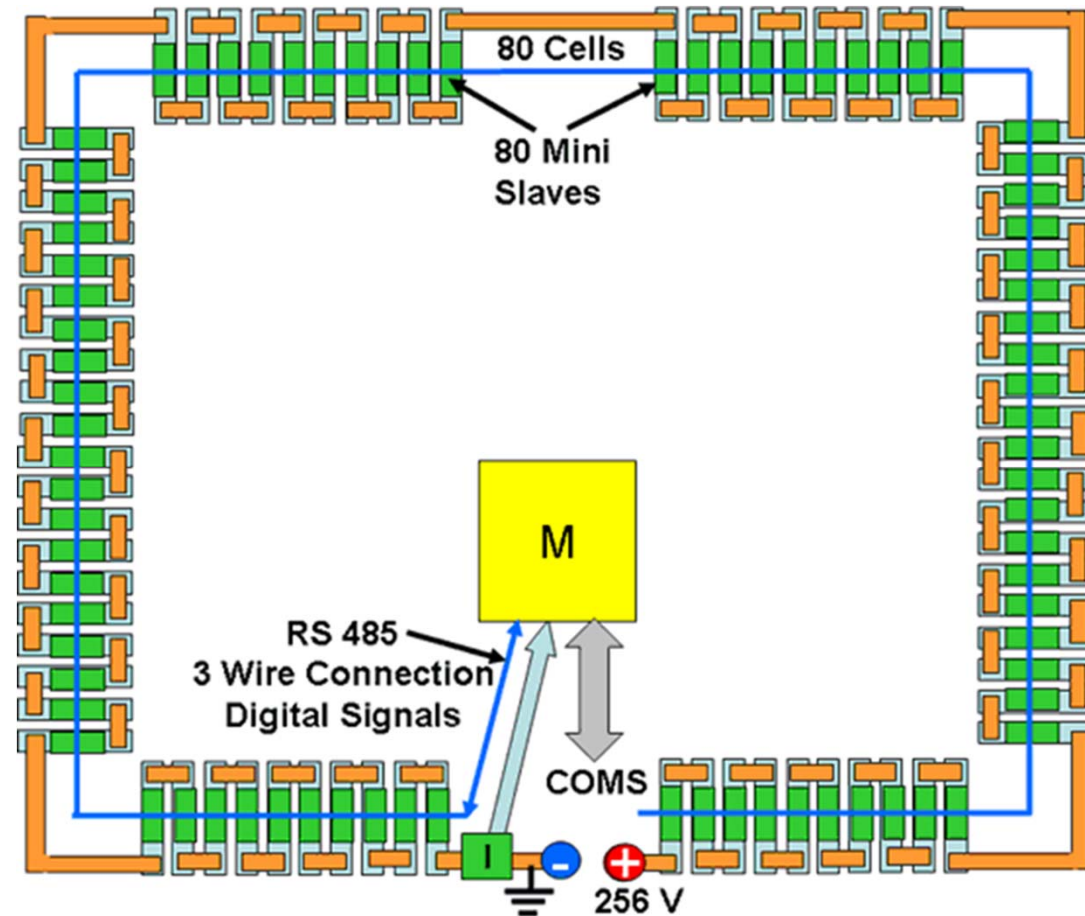 80 Cells
80 Mini
Slaves
M
RS 485
3 Wire Connection
Digital Signals
COMS
I
-
+
256 V